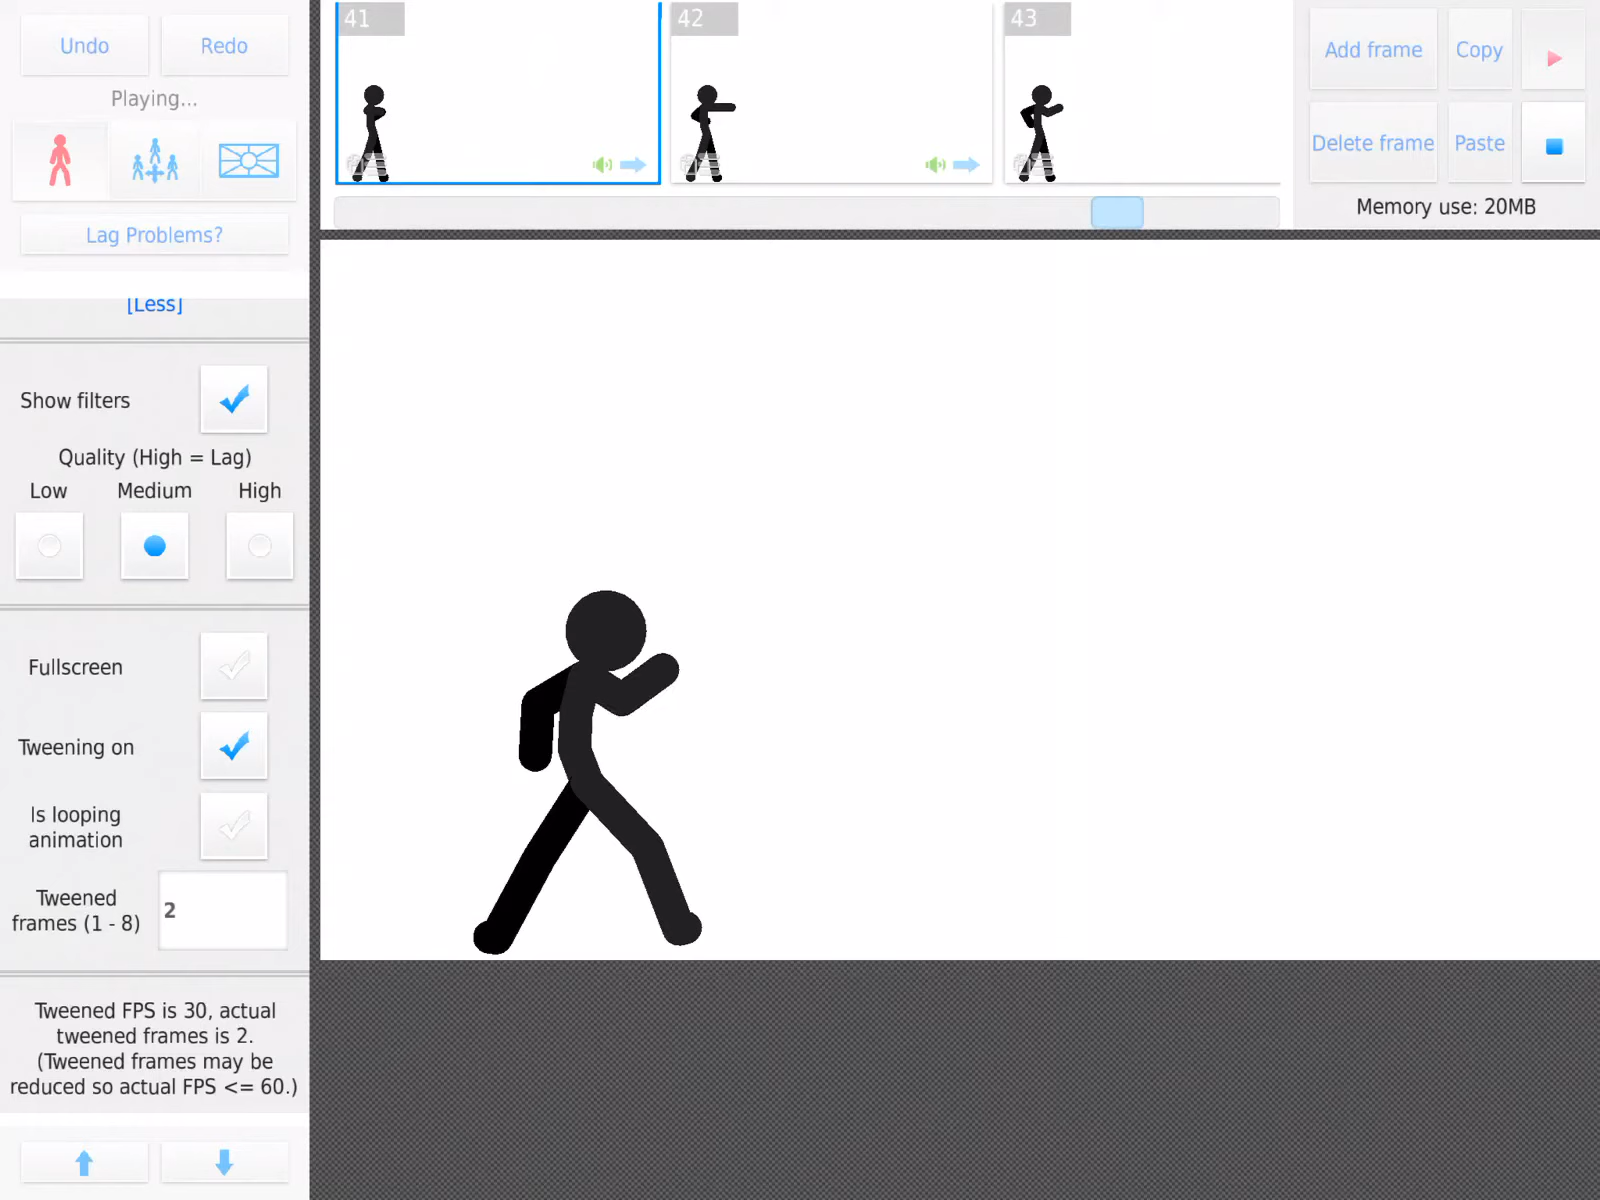 Undo
Redo
Playing...
Lag Problems?
[Less]
Show filters
Quality (High = Lag)
Low
Medium
High
Fullscreen
Tweening on
Is looping
animation
Tweened
frames (1 - 8)
2
Tweened FPS is 30, actual
tweened frames is 2.
(Tweened frames may be
reduced so actual FPS <= 60.)
41
42
43
Add frame
Copy
Delete frame
Paste
Memory use: 20MB